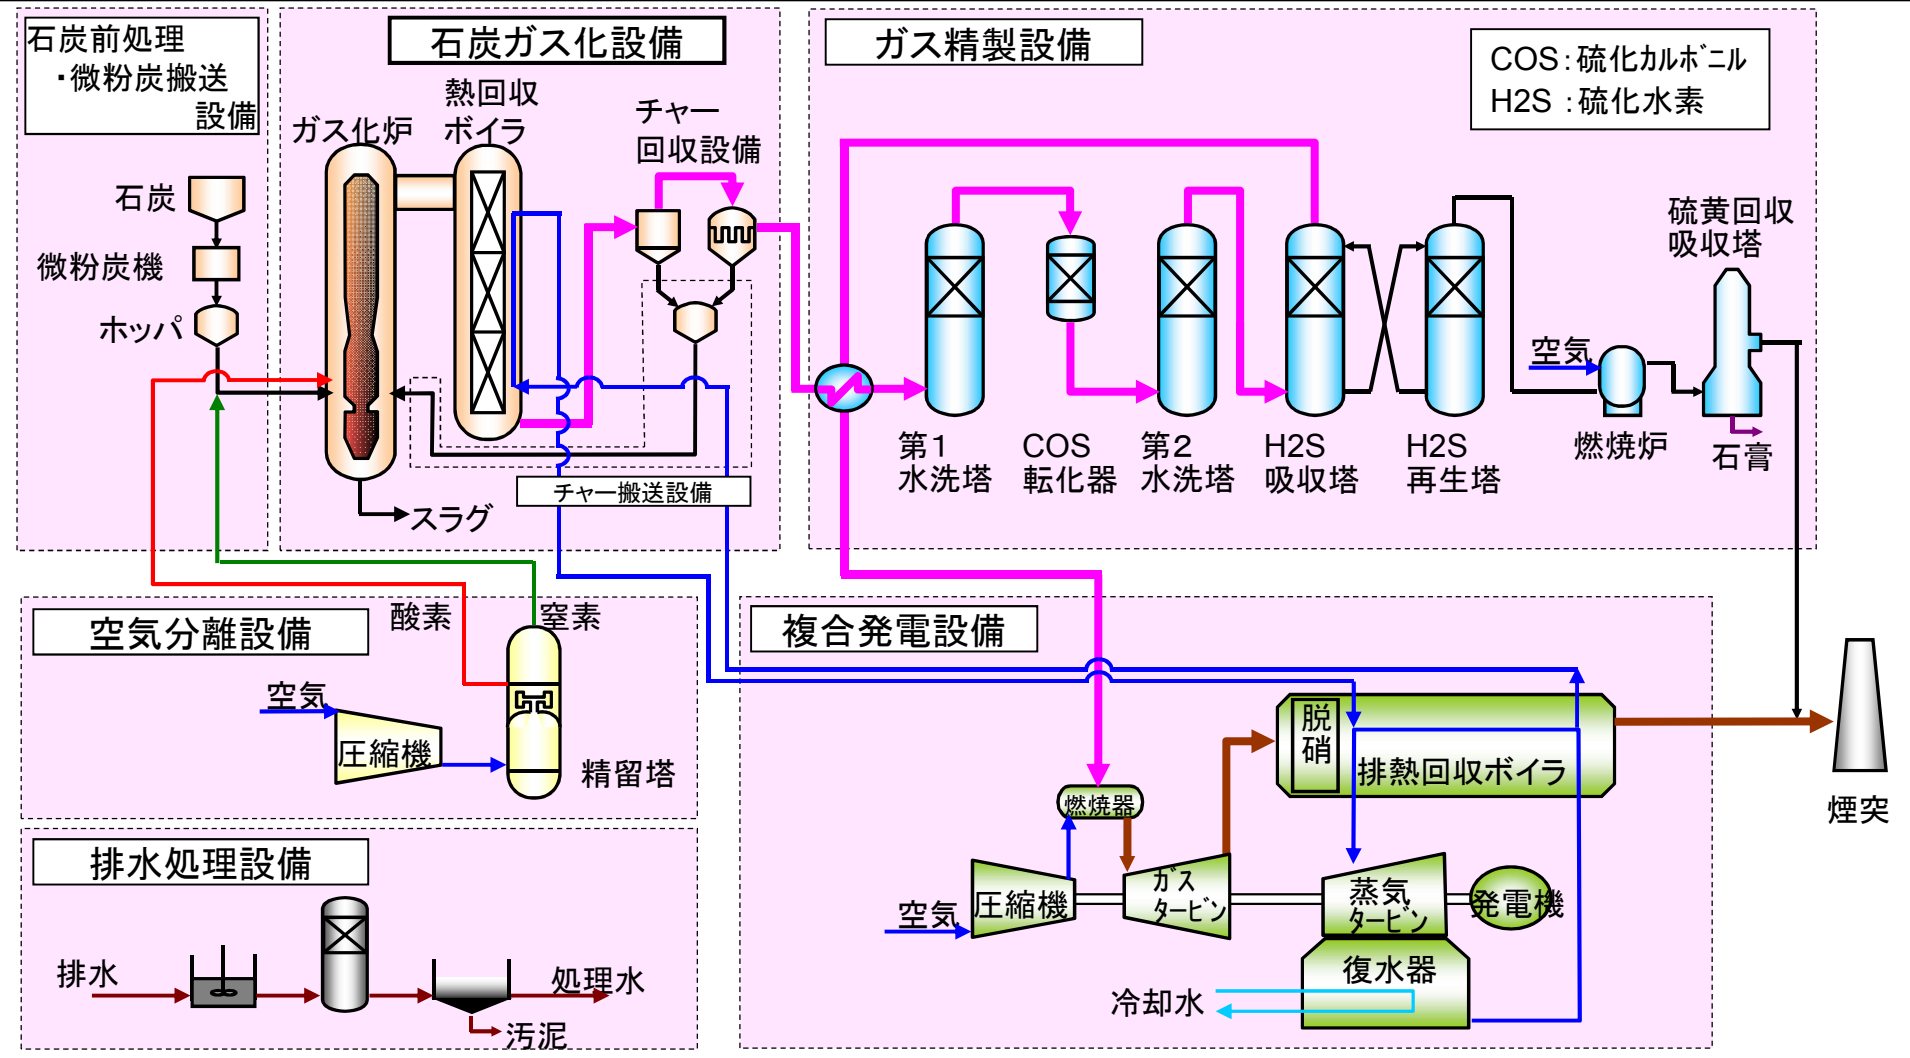 石炭前処理
・微粉炭搬送
設備
石炭
微粉炭機
ホッパ
石炭ガス化設備
ガス化炉
熱回収
ボイラ
チャー
回収設備
チャー搬送設備
スラグ
ガス精製設備
COS：硫化ｶﾙﾎﾞﾆﾙ
H2S ：硫化水素
第１
水洗塔
COS
転化器
第２
水洗塔
H2S
吸収塔
H2S
再生塔
空気
燃焼炉
硫黄回収
吸収塔
石膏
空気分離設備
酸素
窒素
空気
圧縮機
精留塔
排水処理設備
排水
処理水
汚泥
複合発電設備
脱
硝
排熱回収ボイラ
燃焼器
空気
圧縮機
ｶﾞｽ
ﾀｰﾋﾞﾝ
蒸気
ﾀｰﾋﾞﾝ
発電機
復水器
冷却水
煙突